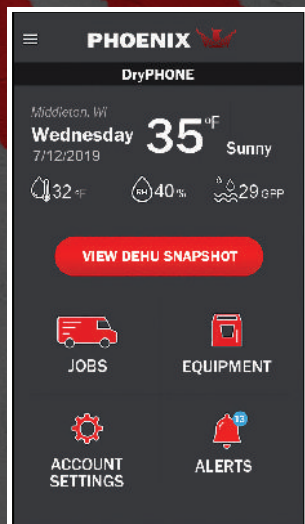 PHOENIX
DryPHONE
Middleton, WI
Wednesday
7/12/2019
35°F
Sunny
32 °F
RH
40 %
29 GPP
VIEW DEHU SNAPSHOT
JOBS
EQUIPMENT
13
ACCOUNT
SETTINGS
ALERTS